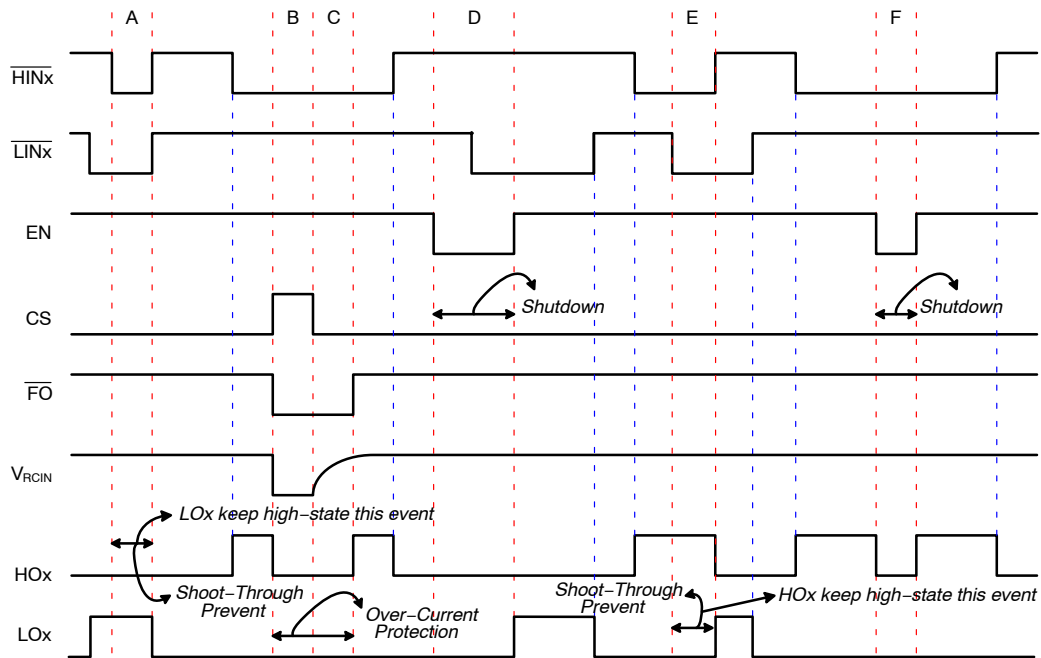 A B C D E F
HINx
LINx
EN
Shutdown Shutdown
CS
FO
VRCIN
LOx keep high−state this event
HOx
Shoot−Through
Prevent
Over−Current
Protection
Shoot−Through
Prevent
HOx keep high−state this event
LOx